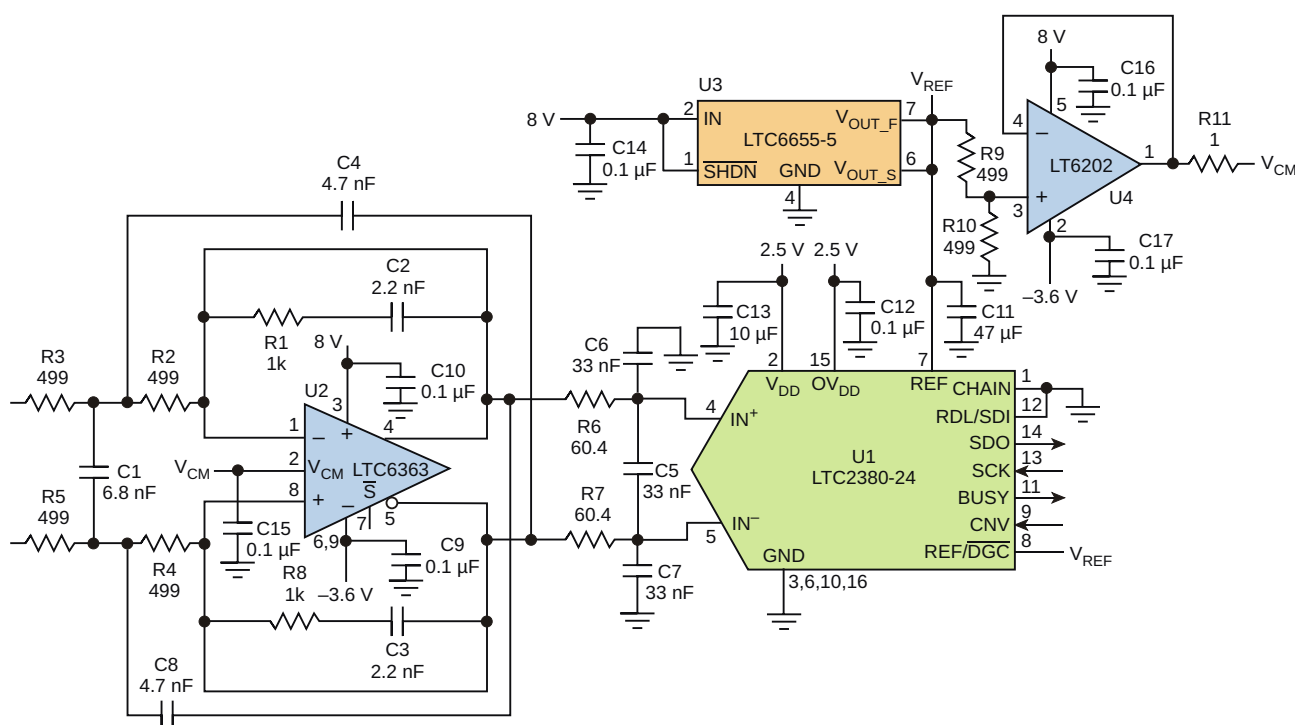 8 V
C16
0.1 µF
V_REF
U3
2
IN
V_OUT_F
7
8 V
LTC6655-5
C14
0.1 µF
1
SHDN
GND
V_OUT_S
6
4
R9
499
R10
499
4
5
–
LT6202
1
+
3
2
U4
R11
1
V_CM
C17
0.1 µF
–3.6 V
C4
4.7 nF
C2
2.2 nF
R1
1k
8 V
C10
0.1 µF
R3
499
R2
499
U2
3
+
4
1
–
V_CM
2
V_CM
LTC6363
8
+
S
–
7
5
6,9
C1
6.8 nF
R5
499
R4
499
C15
0.1 µF
C9
0.1 µF
R8
1k
–3.6 V
C3
2.2 nF
C8
4.7 nF
C6
33 nF
R6
60.4
C5
33 nF
R7
60.4
C7
33 nF
2.5 V
2.5 V
C13
10 µF
C12
0.1 µF
C11
47 µF
2
15
7
V_DD
OV_DD
REF
CHAIN
1
RDL/SDI
12
4
IN+
SDO
14
U1
LTC2380-24
SCK
13
BUSY
11
IN–
5
CNV
9
GND
REF/DGC
8
V_REF
3,6,10,16